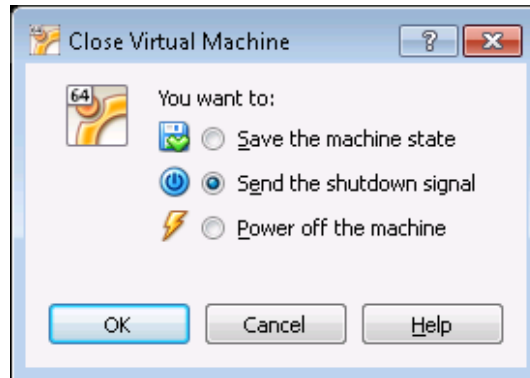 Close Virtual Machine
?
64
You want to:
Save the machine state
Send the shutdown signal
Power off the machine
OK Cancel Help